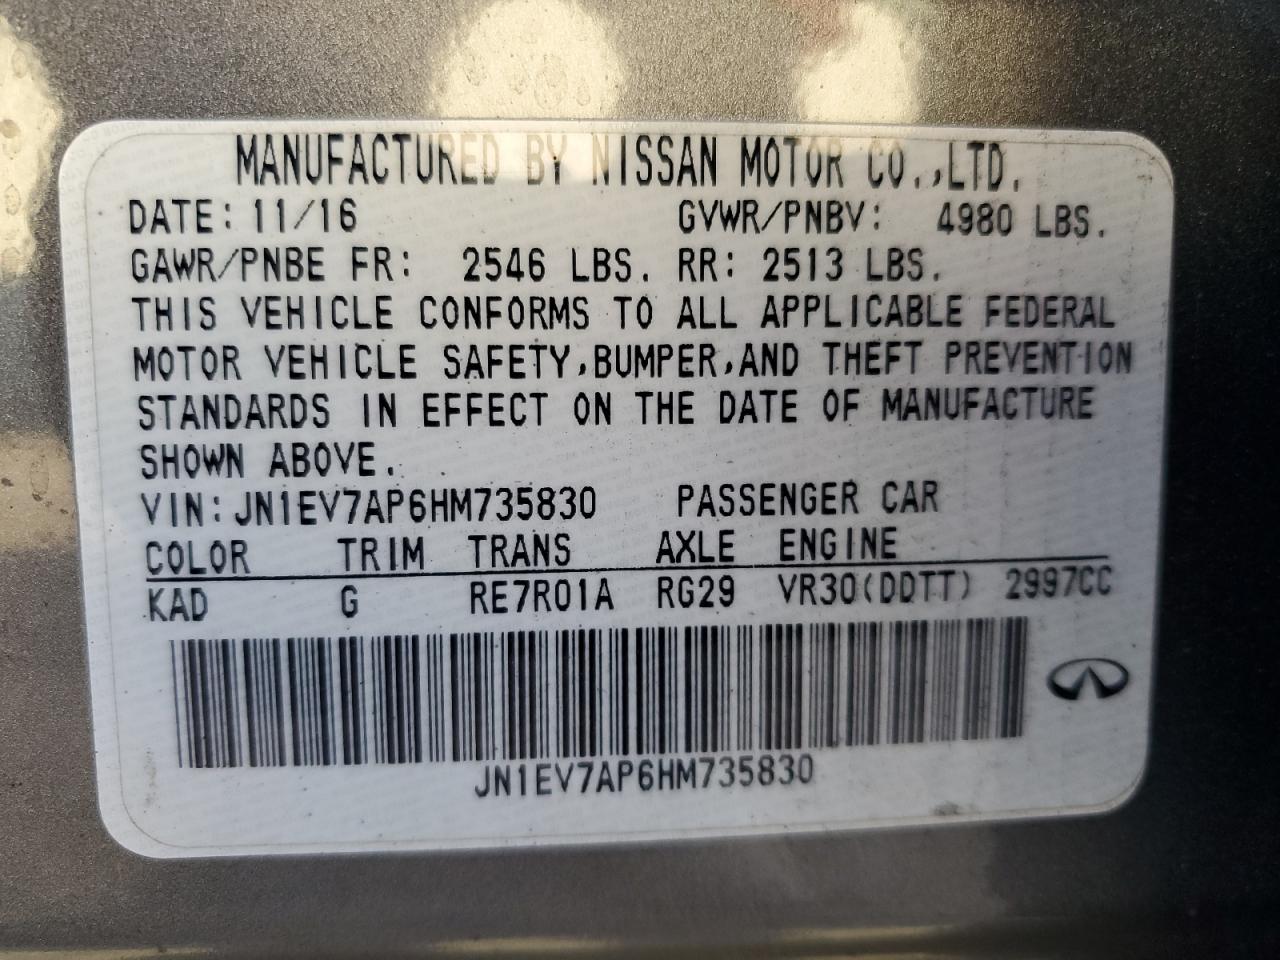 MANUFACTURED BY NISSAN MOTOR CO.,LTD.
DATE: 11/16 GVWR/PNBV: 4980 LBS.
GAWR/PNBE FR: 2546 LBS. RR: 2513 LBS.
THIS VEHICLE CONFORMS TO ALL APPLICABLE FEDERAL
MOTOR VEHICLE SAFETY,BUMPER,AND THEFT PREVENTION
STANDARDS IN EFFECT ON THE DATE OF MANUFACTURE
SHOWN ABOVE.
VIN: JN1EV7AP6HM735830 PASSENGER CAR
COLOR TRIM TRANS AXLE ENGINE
KAD G RE7R01A RG29 VR30(DDTT) 2997CC
JN1EV7AP6HM735830